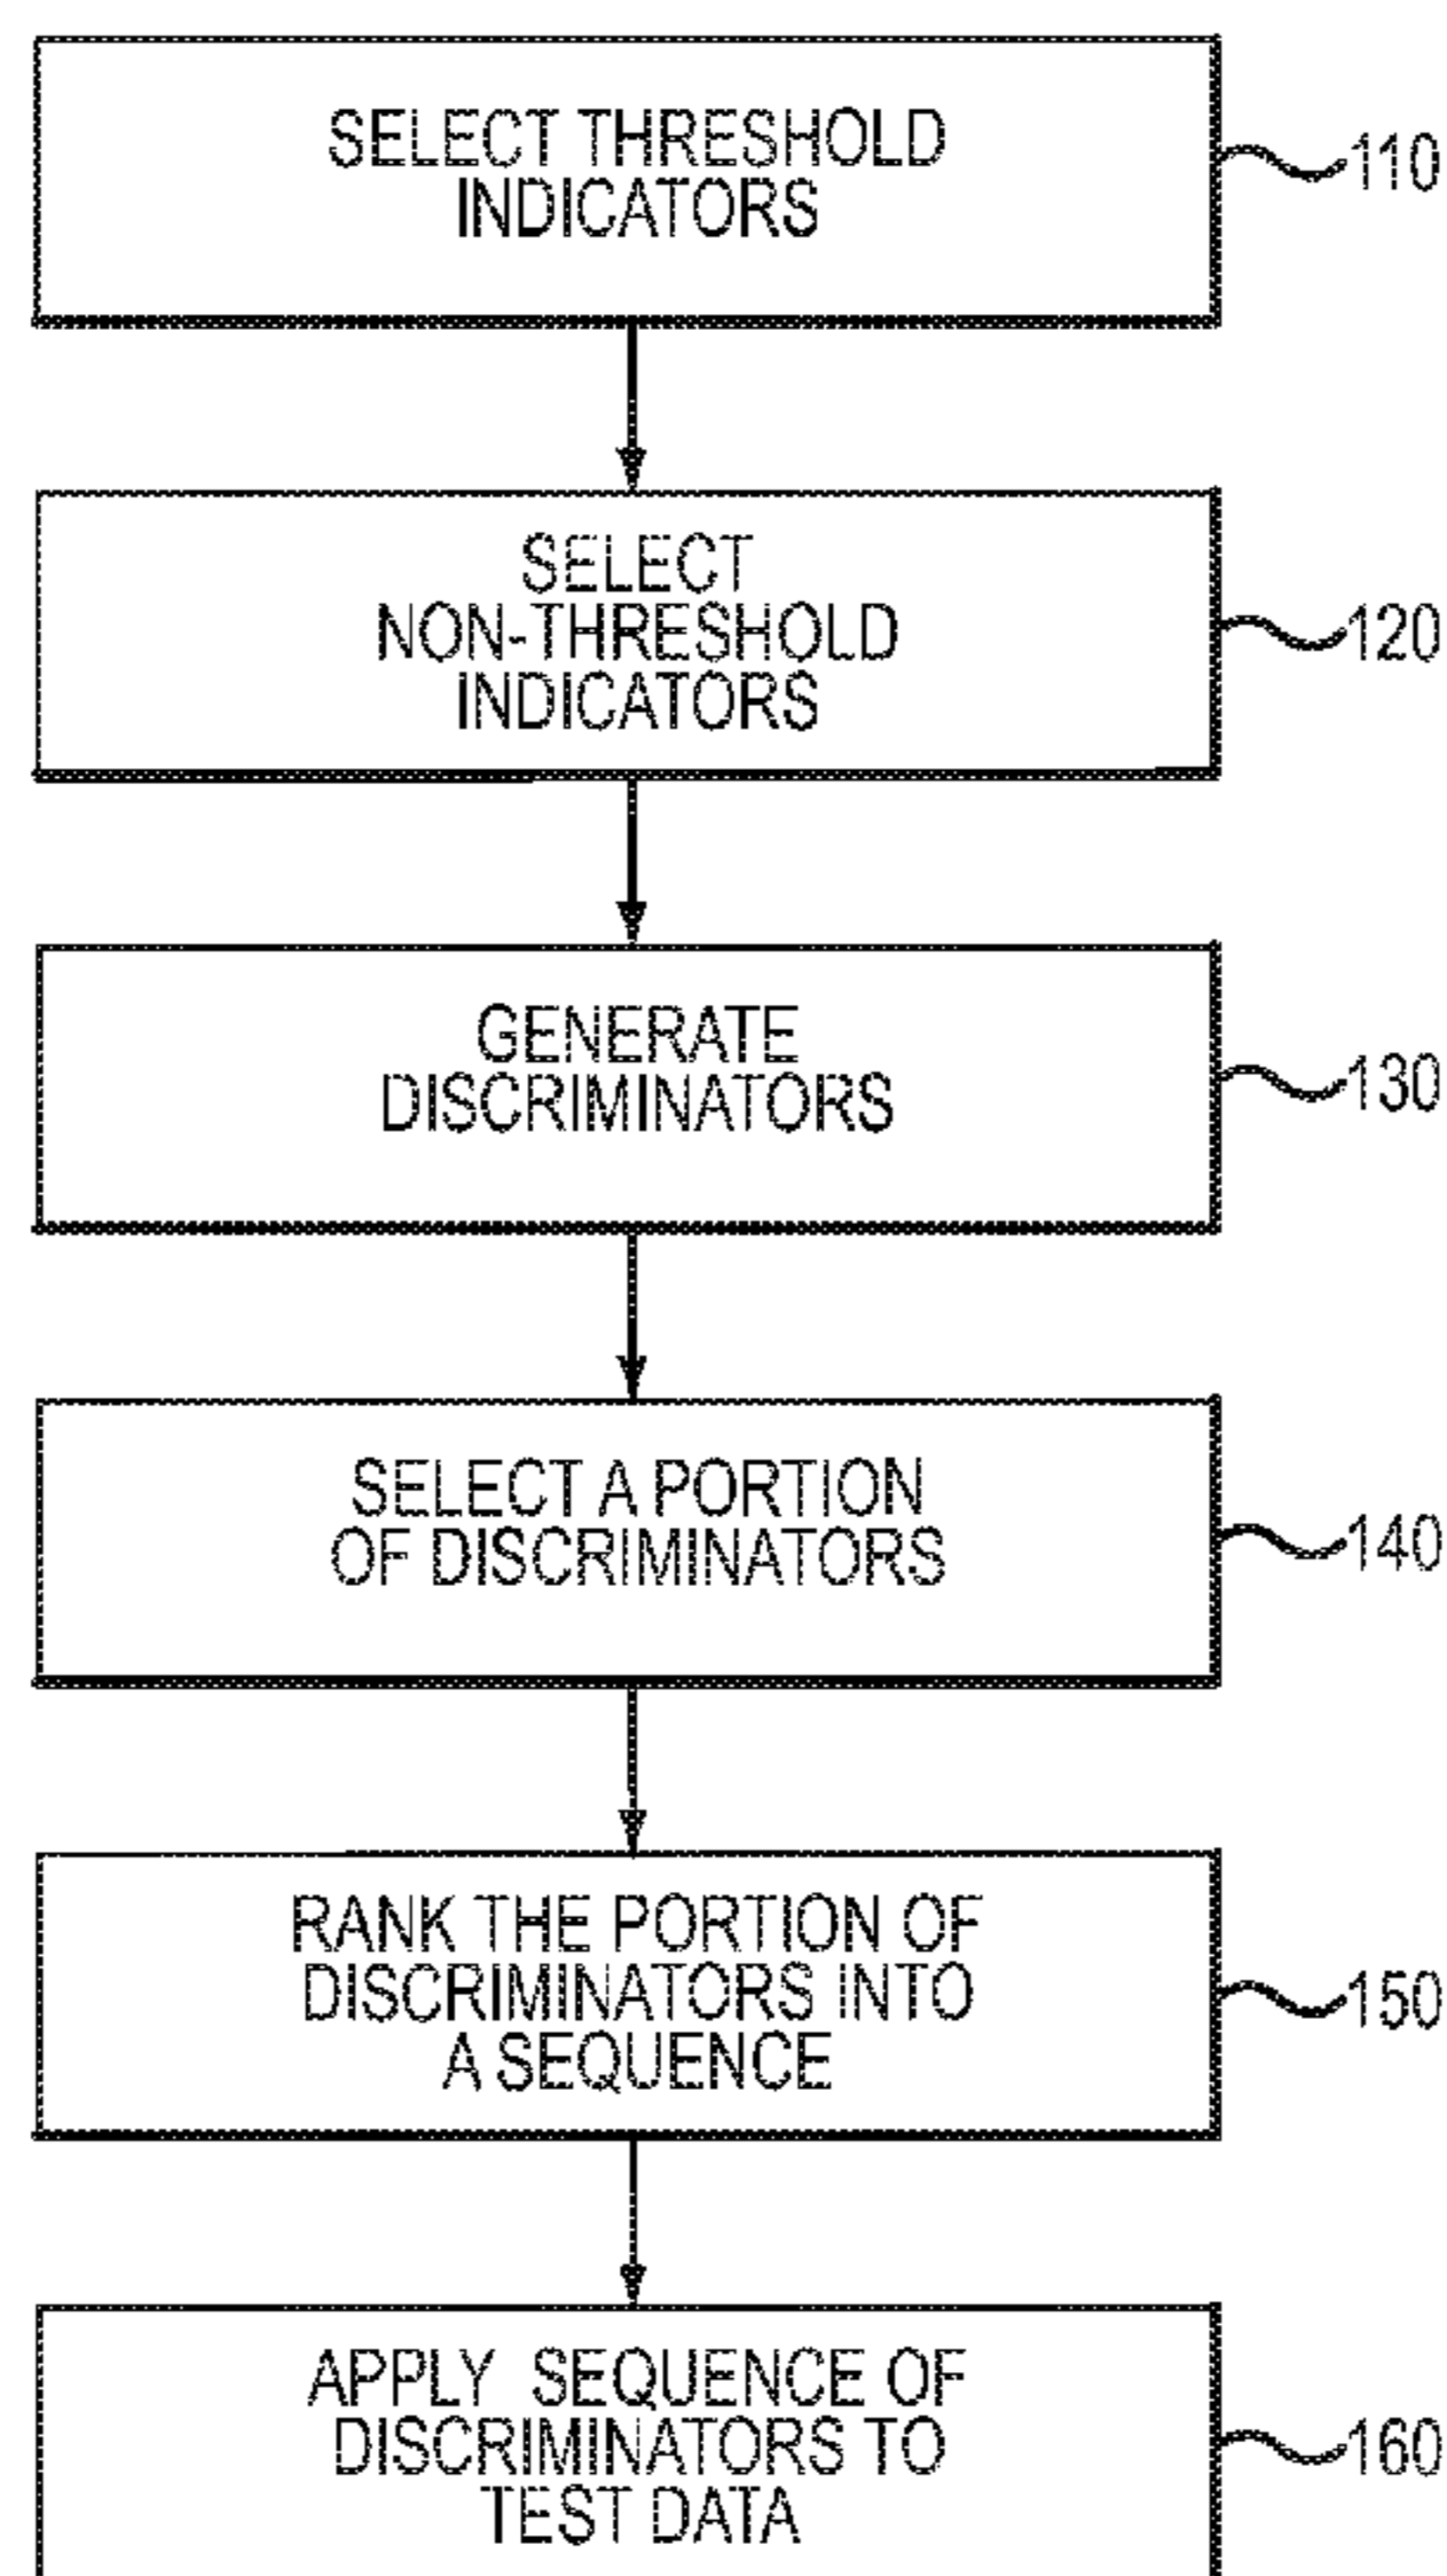 SELECT THRESHOLD
INDICATORS
110
SELECT
NON-THRESHOLD
INDICATORS
120
GENERATE
DISCRIMINATORS
130
SELECT A PORTION
OF DISCRIMINATORS
140
RANK THE PORTION OF
DISCRIMINATORS INTO
A SEQUENCE
150
APPLY SEQUENCE OF
DISCRIMINATORS TO
TEST DATA
160